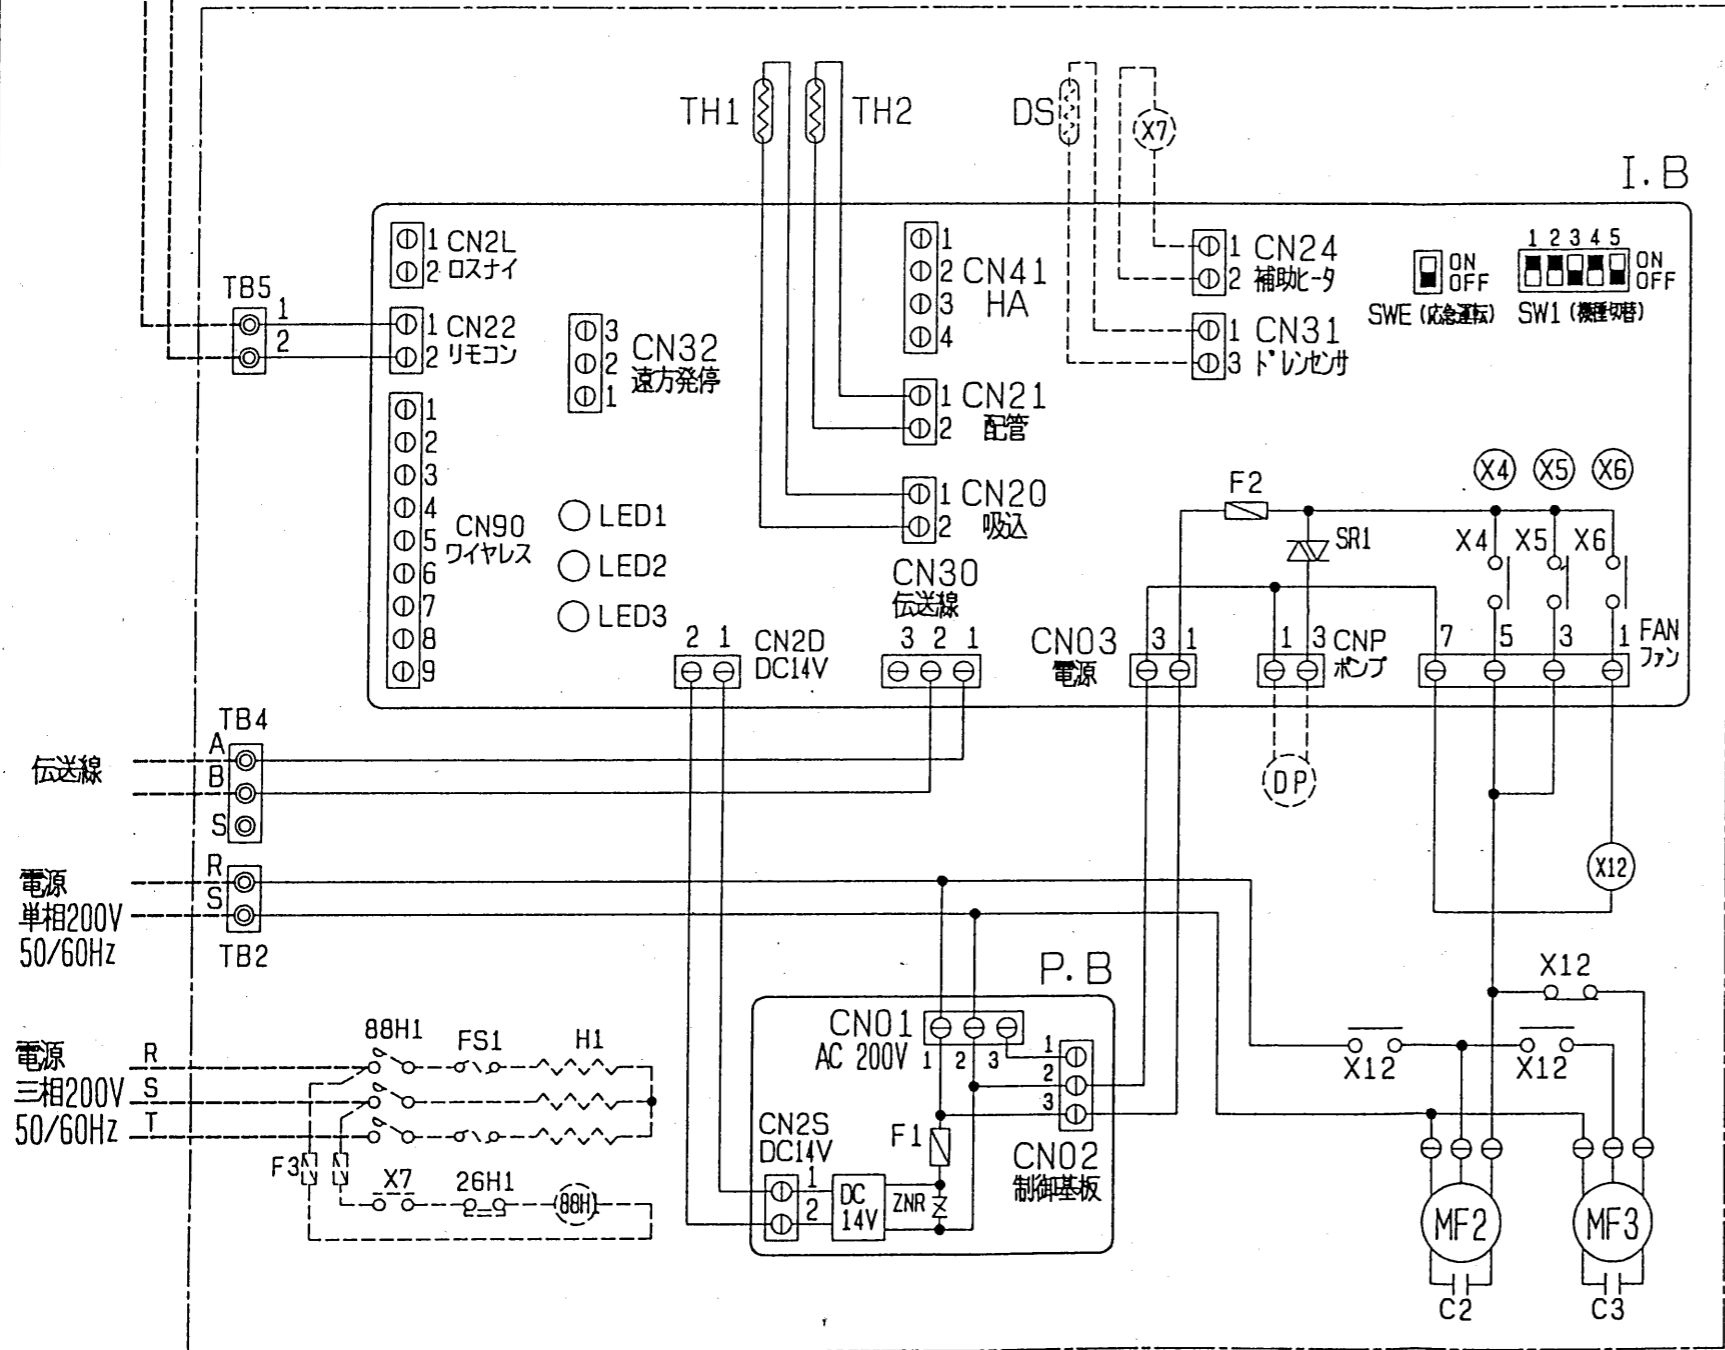 TH1
TH2
DS
X7
I.B
1 CN2L
2 ロスナイ
TB5
1
2
1 CN22
2 リモコン
3
2
1
CN32
遠方発停
1
2
3
4
CN41
HA
1 CN24
2 補助ヒータ
1 CN31
3 ドレンセンサ
ON
OFF
SWE (応急運転)
1 2 3 4 5
ON
OFF
SW1 (機種切替)
1 CN21
2 配管
1 CN20
2 吸込
1
2
3
4
5
6
7
8
9
CN90
ワイヤレス
LED1
LED2
LED3
F2
SR1
X4 X5 X6
X4 X5 X6
CN30
伝送線
3 2 1
2 1 CN2D
DC14V
CN03
電源
3 1
1 3 CNP
ポンプ
7 5 3 1 FAN
ファン
DP
X12
TB4
伝送線
A
B
S
電源
単相200V
50/60Hz
R
S
TB2
P.B
CN01
AC 200V
1 2 3
1
2
3
CN02
制御基板
CN2S
DC14V
1
2
DC
14V
F1
ZNR
電源
三相200V
50/60Hz
R
S
T
88H1
FS1
H1
F3
X7
26H1
88H1
X12
X12
X12
MF2
MF3
C2
C3